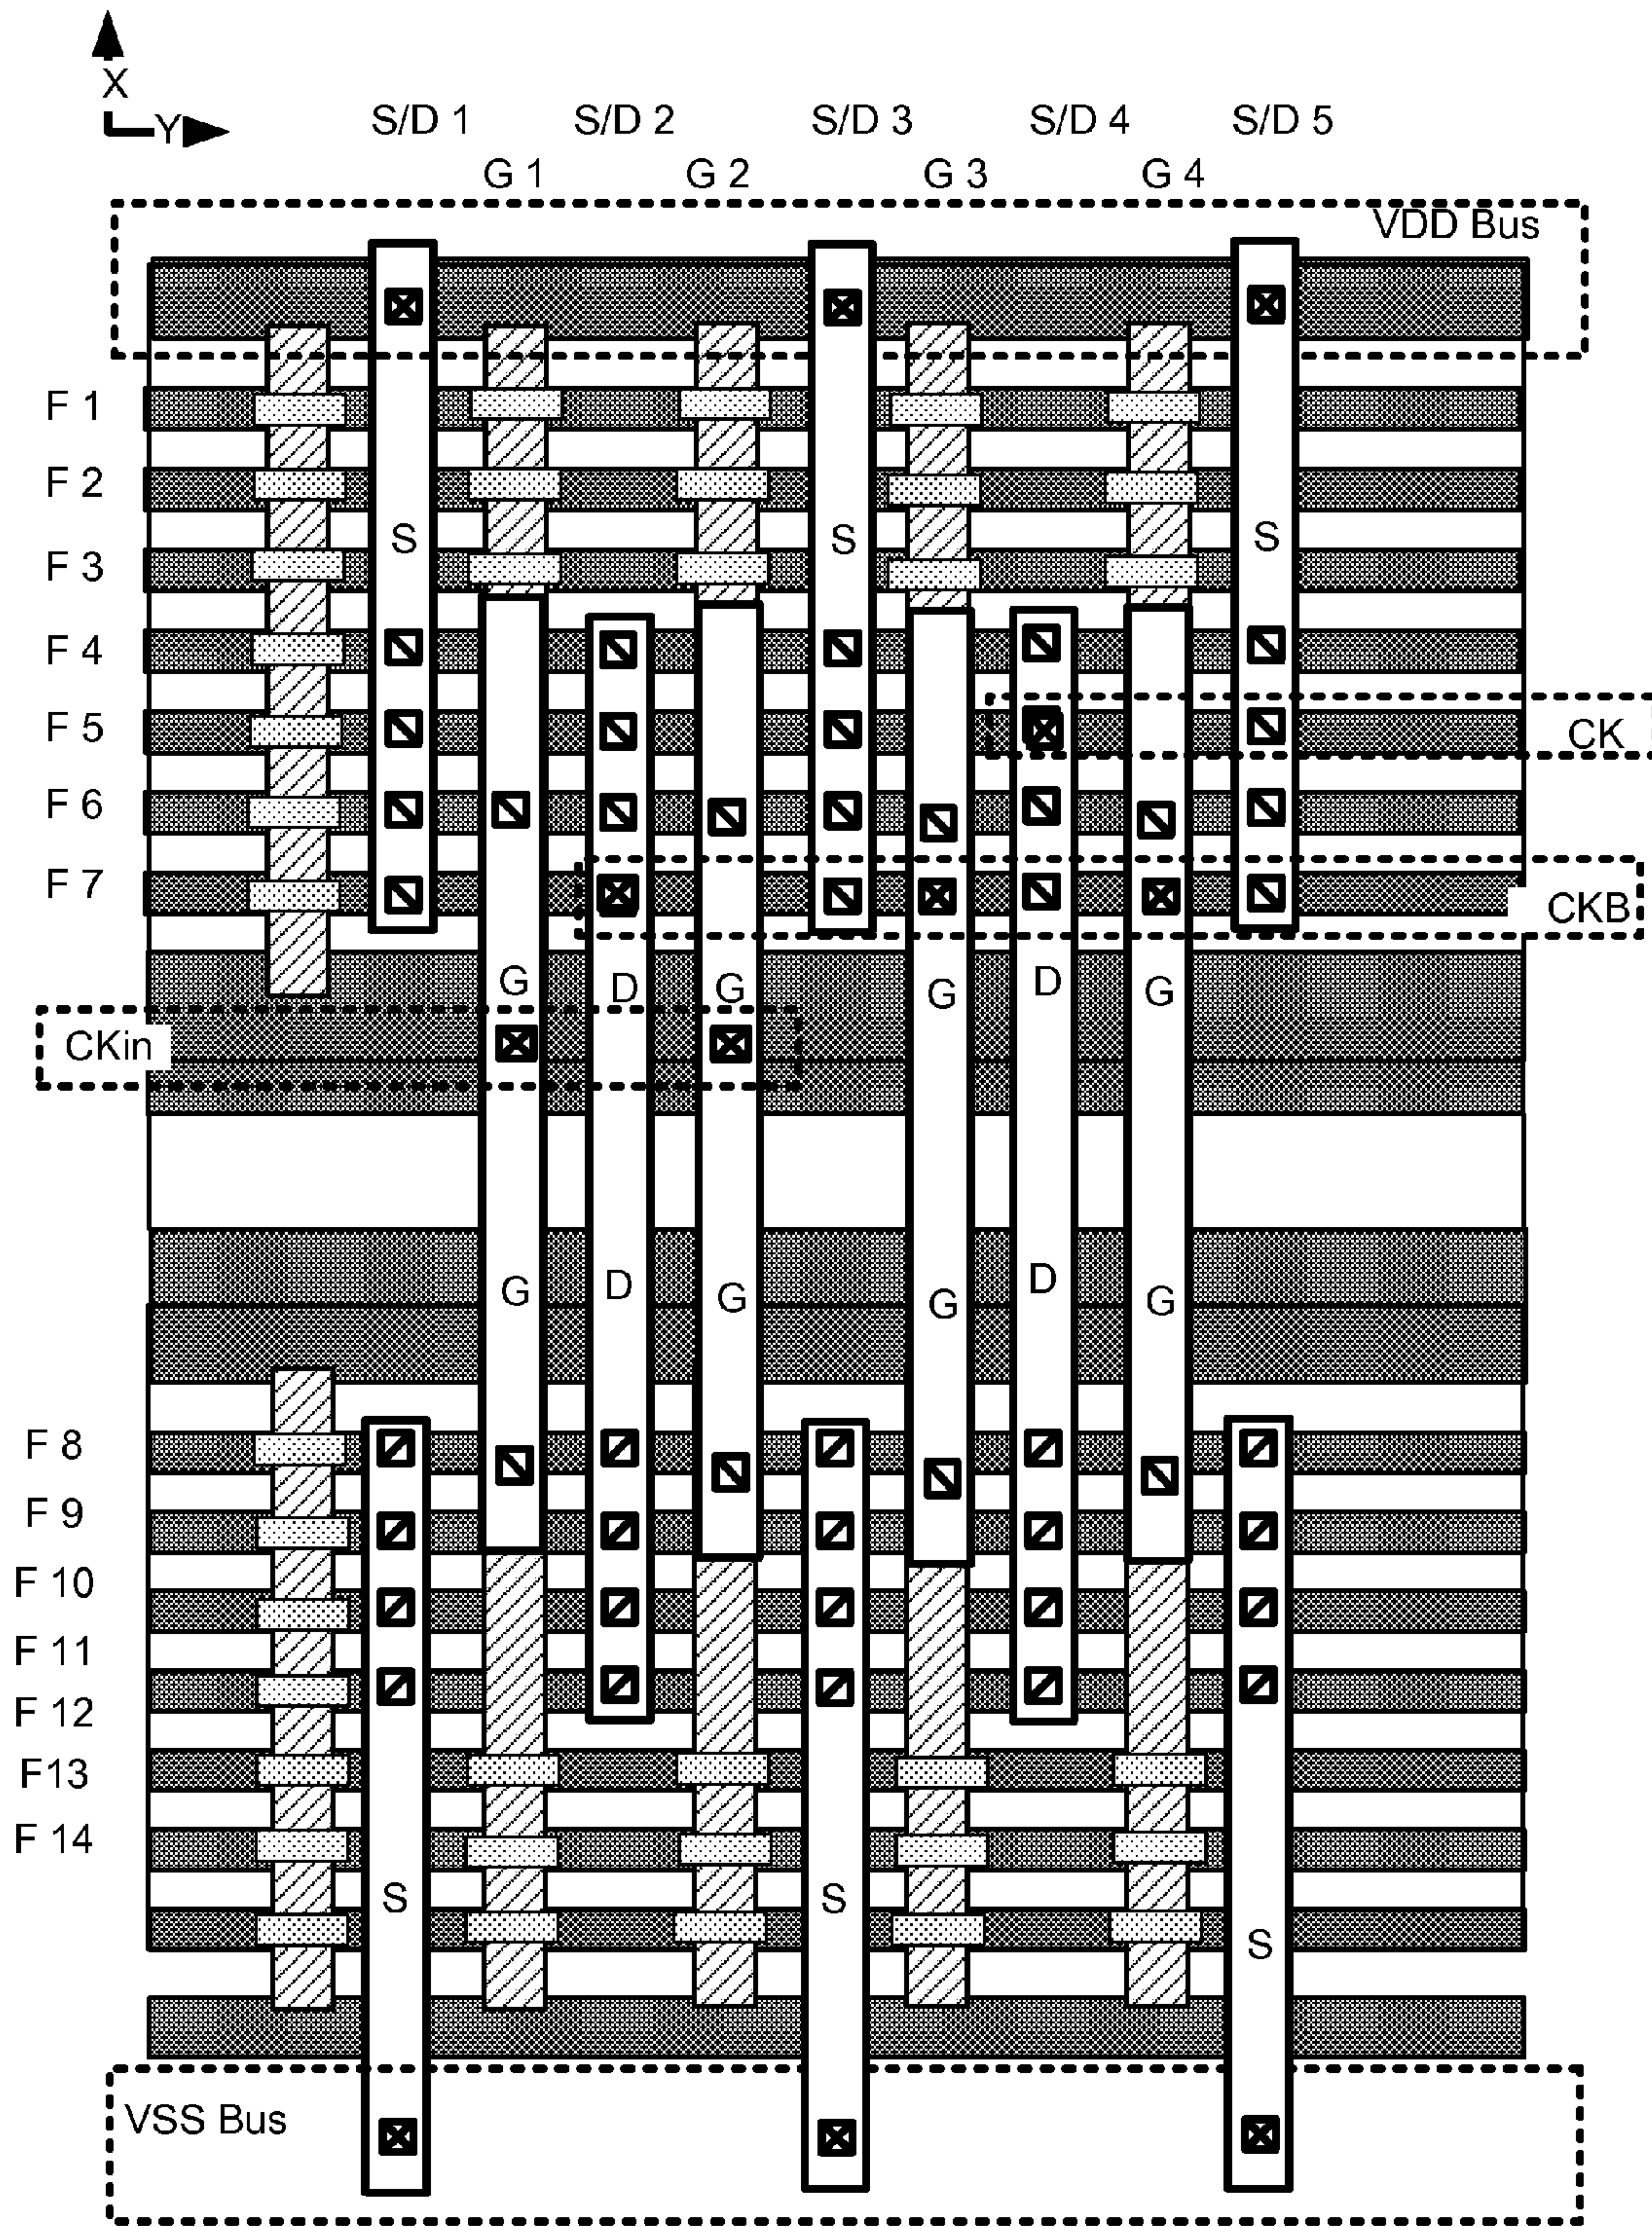 X
Y
S/D 1 S/D 2 S/D 3 S/D 4 S/D 5
G 1 G 2 G 3 G 4
VDD Bus
F 1
F 2
S S S
F 3
F 4
F 5 CK
F 6
F 7 CKB
G D G G D G
CKin
G D G G D G
F 8
F 9
F 10
F 11
F 12
F13
F 14
S S S
VSS Bus